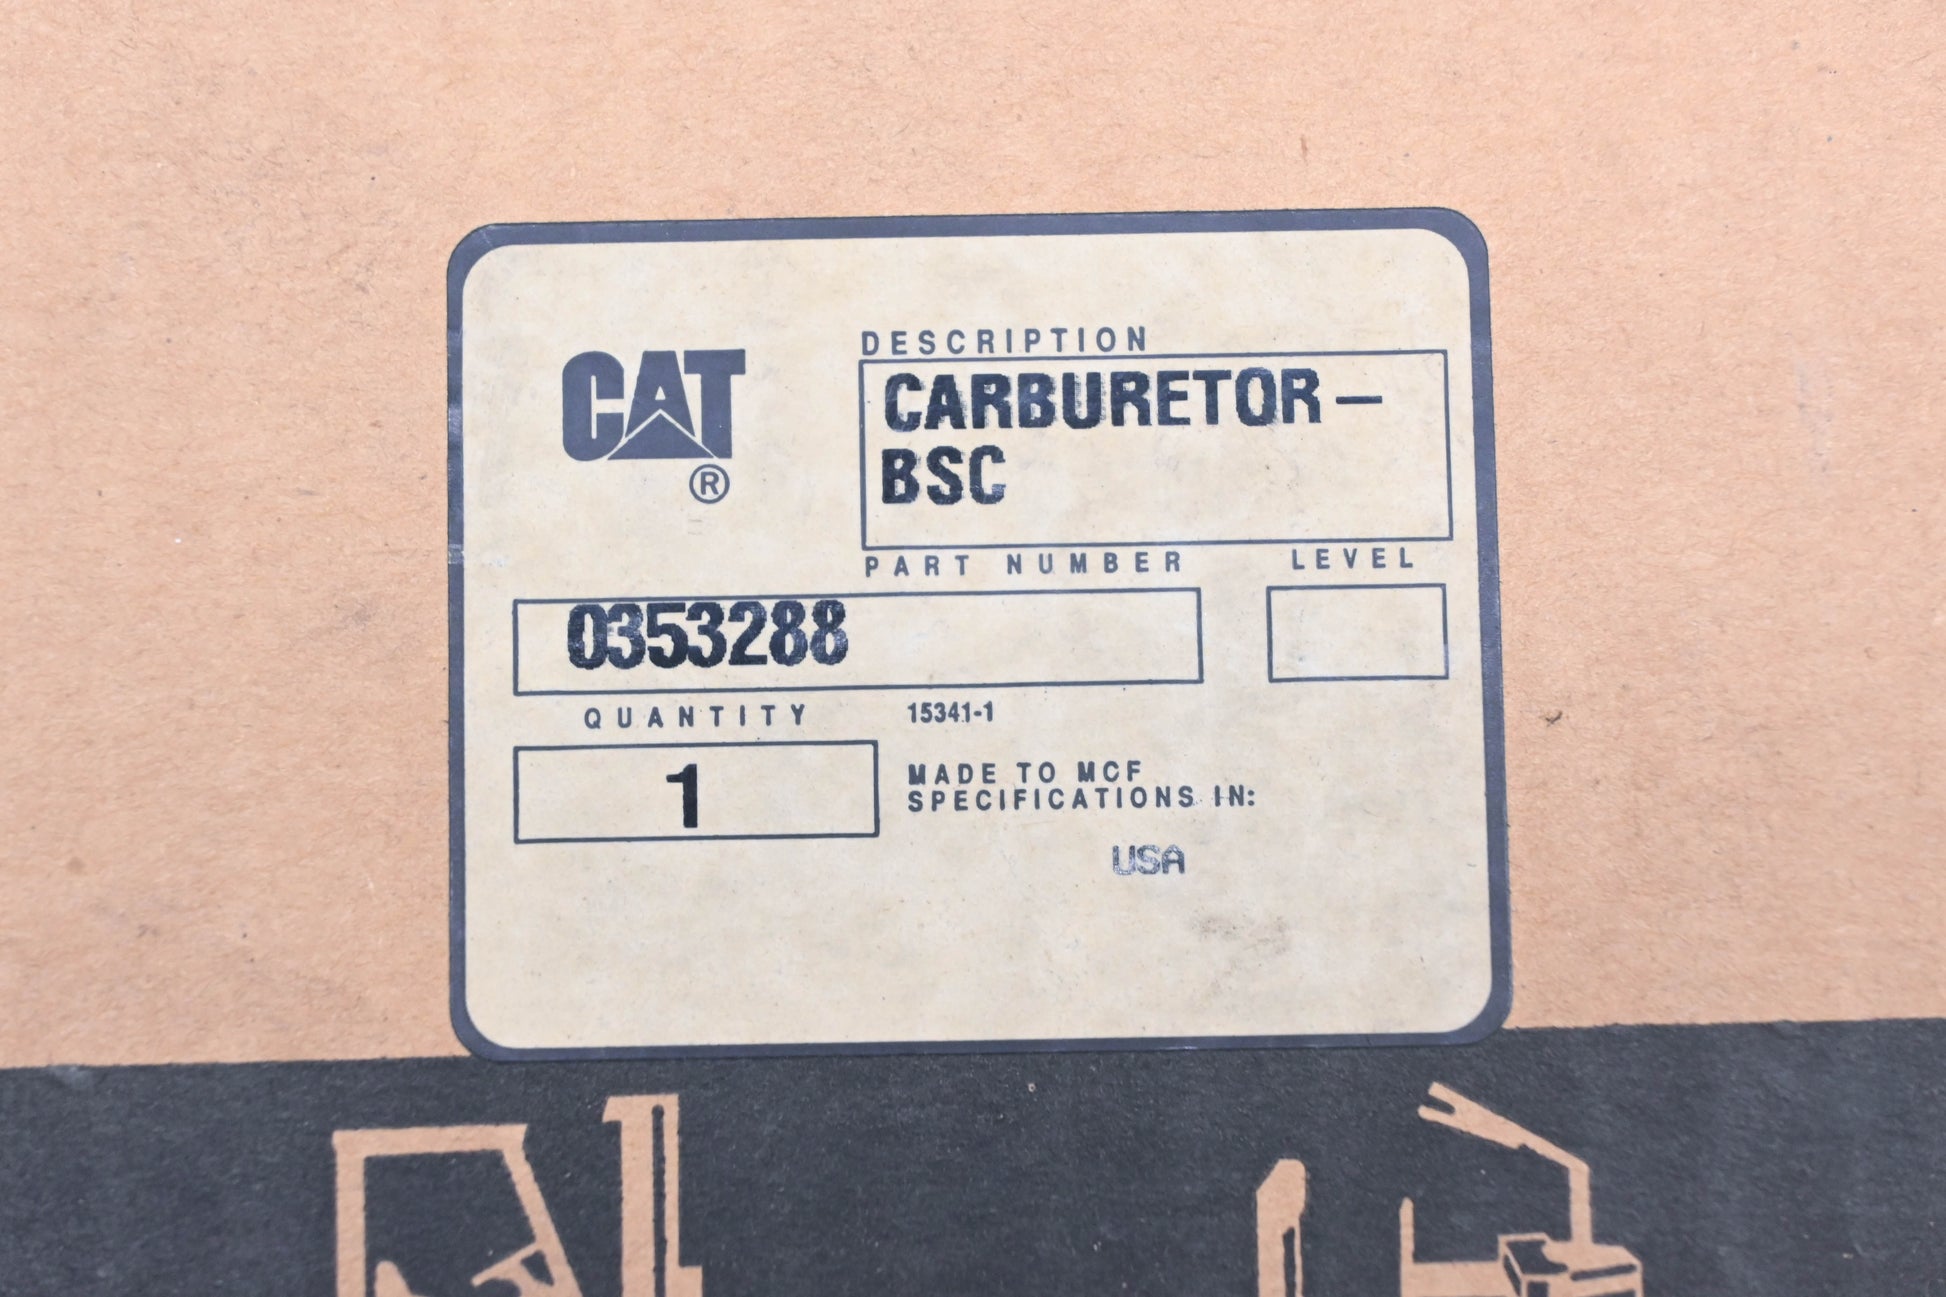 CAT
®
DESCRIPTION
CARBURETOR-
BSC
PART NUMBER
LEVEL
0353288
QUANTITY
15341-1
1
MADE TO MCF
SPECIFICATIONS IN:
USA